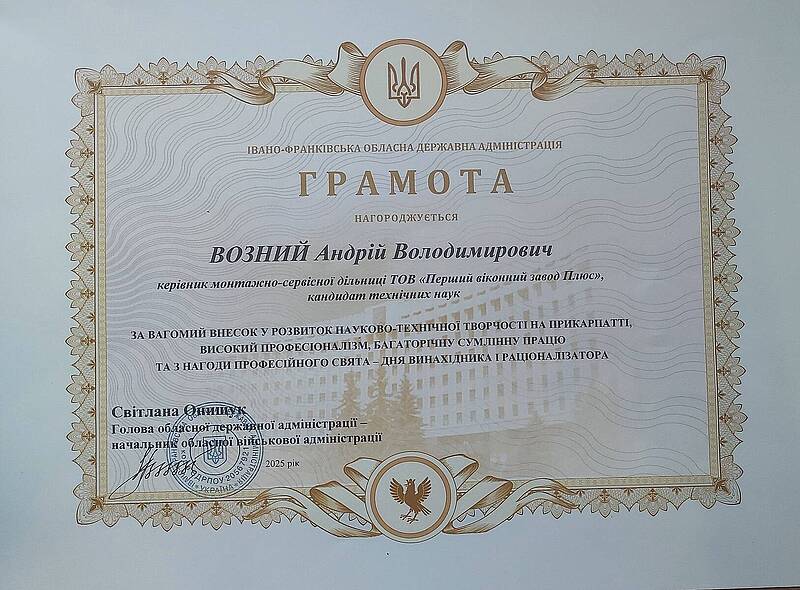 ІВАНО-ФРАНКІВСЬКА ОБЛАСНА ДЕРЖАВНА АДМІНІСТРАЦІЯ
ГРАМОТА
НАГОРОДЖУЄТЬСЯ
ВОЗНИЙ Андрій Володимирович
керівник монтажно-сервісної дільниці ТОВ «Перший віконний завод Плюс»,
кандидат технічних наук
ЗА ВАГОМИЙ ВНЕСОК У РОЗВИТОК НАУКОВО-ТЕХНІЧНОЇ ТВОРЧОСТІ НА ПРИКАРПАТТІ,
ВИСОКИЙ ПРОФЕСІОНАЛІЗМ, БАГАТОРІЧНУ СУМЛІННУ ПРАЦЮ
ТА З НАГОДИ ПРОФЕСІЙНОГО СВЯТА – ДНЯ ВИНАХІДНИКА І РАЦІОНАЛІЗАТОРА
Світлана Онищук
Голова обласної державної адміністрації –
начальник обласної військової адміністрації
2025 рік
УКРАЇНА